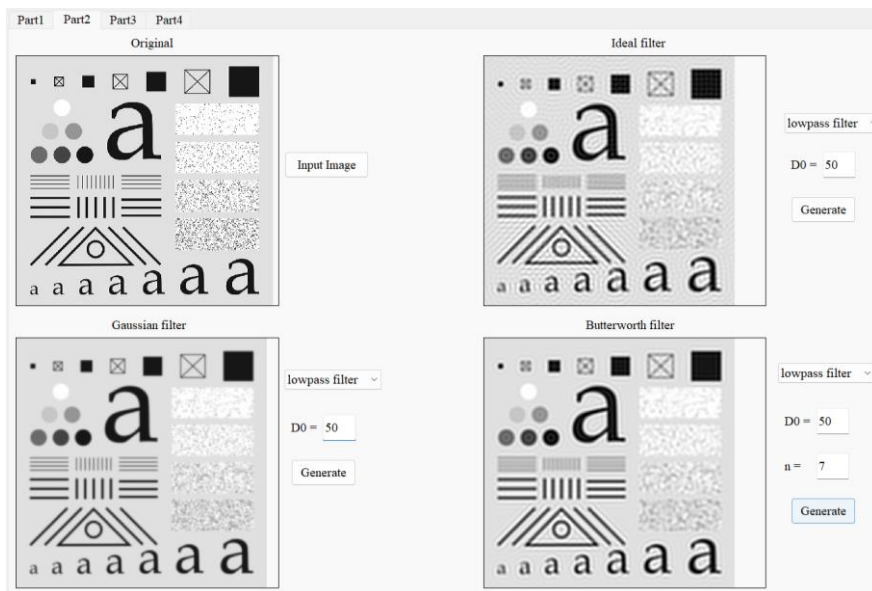 Part1 Part2 Part3 Part4
Original
a
a a a a a a a
Input Image
Ideal filter
a
a a a a a a a
lowpass filter
D0 = 50
Generate
Gaussian filter
a
a a a a a a a
lowpass filter
D0 = 50
Generate
Butterworth filter
a
a a a a a a a
lowpass filter
D0 = 50
n = 7
Generate